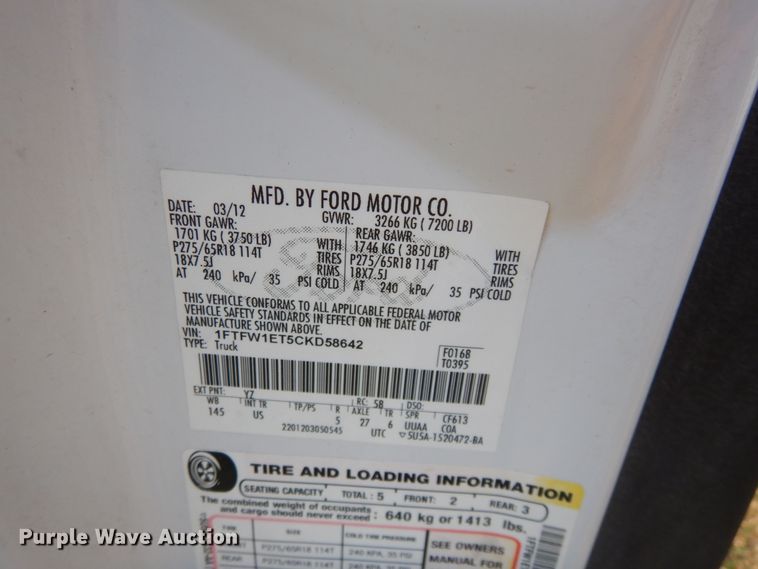 MFD. BY FORD MOTOR CO.
DATE: 03/12 GVWR: 3266 KG ( 7200 LB)
FRONT GAWR: REAR GAWR:
1701 KG ( 3750 LB) WITH 1746 KG ( 3850 LB) WITH
P275/65R18 114T TIRES P275/65R18 114T TIRES
18X7.5J RIMS 18X7.5J RIMS
AT 240 kPa/ 35 PSI COLD AT 240 kPa/ 35 PSI COLD
THIS VEHICLE CONFORMS TO ALL APPLICABLE FEDERAL MOTOR
VEHICLE SAFETY STANDARDS IN EFFECT ON THE DATE OF
MANUFACTURE SHOWN ABOVE.
VIN: 1FTFW1ET5CKD58642
TYPE: Truck
F0168
T0395
EXT PNT: YZ RC: 58 DSO:
WB INT TR TP/PS R AXLE TR SPR CF613
145 US 5 27 6 UUAA COA
2201203050545 UTC 5U5A-1520472-BA
TIRE AND LOADING INFORMATION
SEATING CAPACITY TOTAL : 5 FRONT: 2 REAR: 3
The combined weight of occupants
and cargo should never exceed : 640 kg or 1413 lbs.
TIRE SIZE COLD TIRE PRESSURE SEE OWNERS
P275/65R18 114T 240 KPA, 35 PSI MANUAL FOR
REAR P275/65R18 114T
Purple Wave Auction